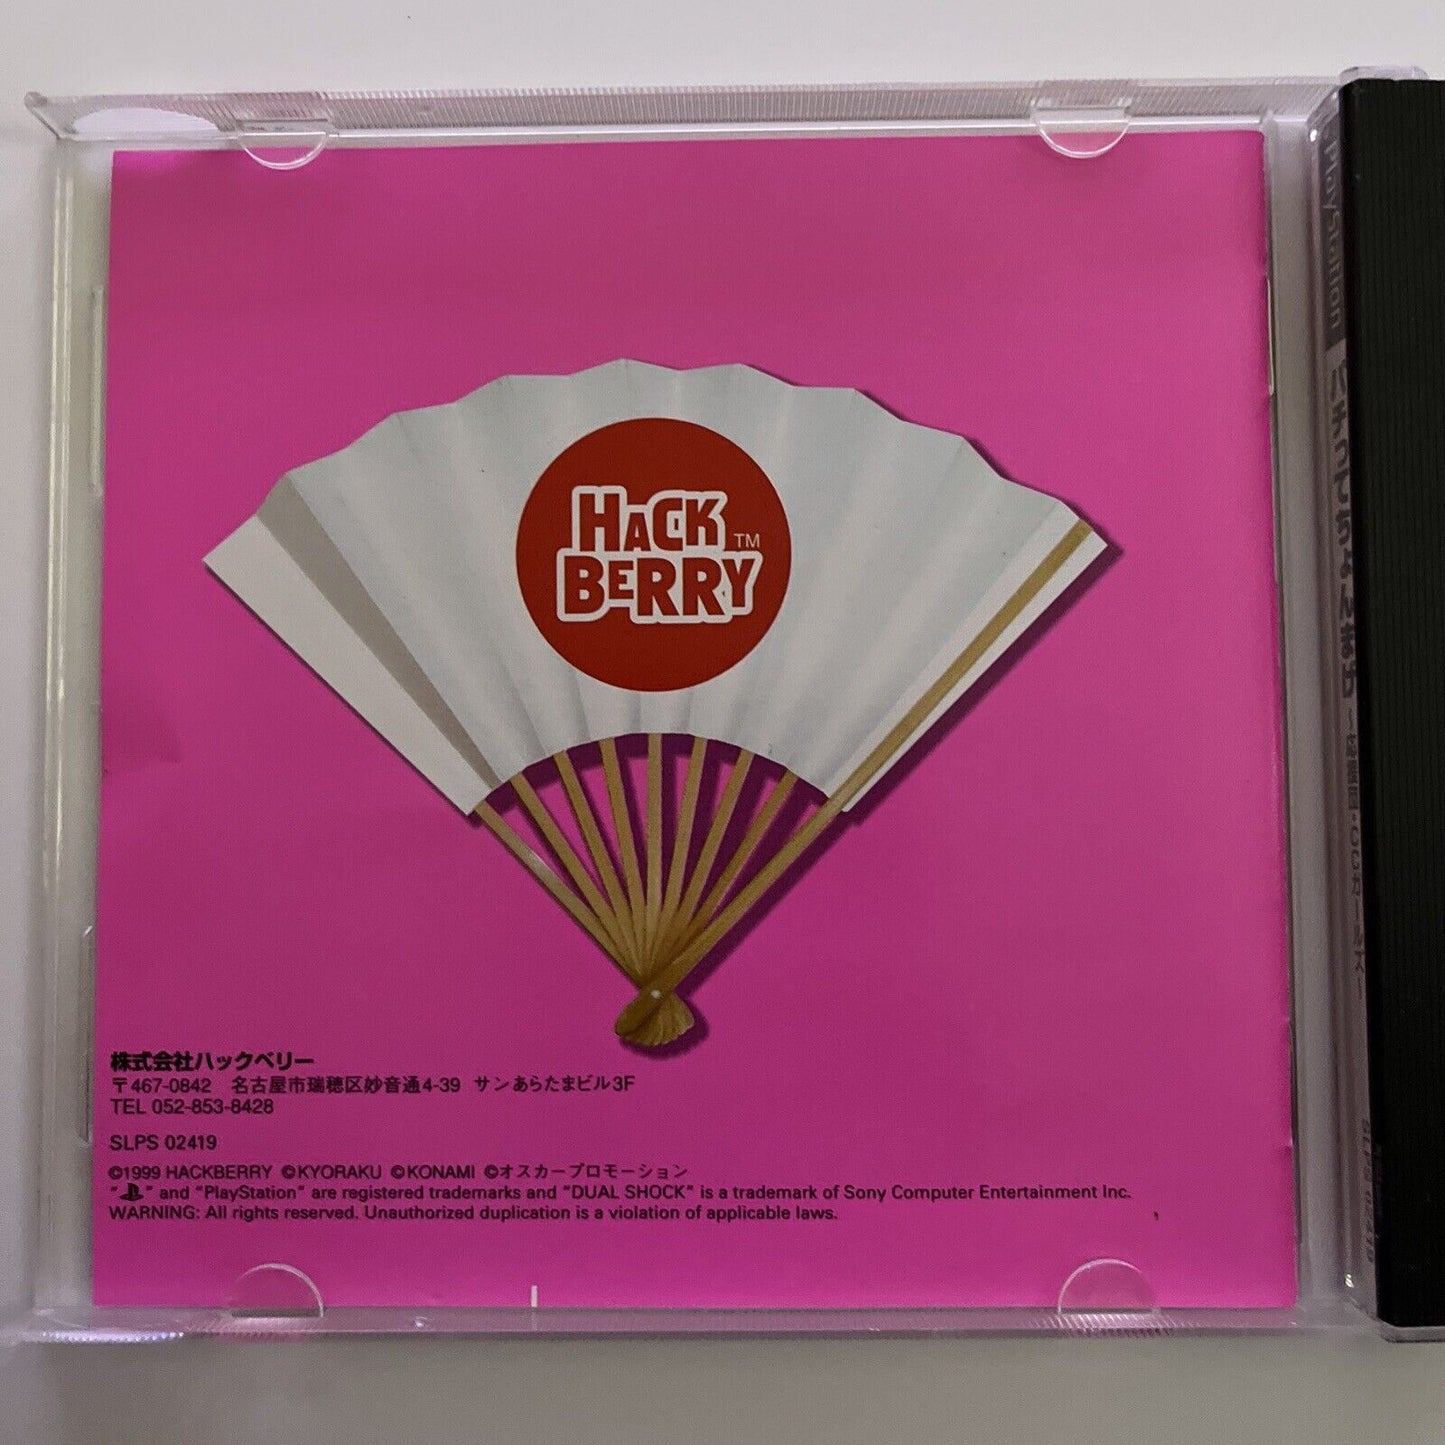 HACK
BERRY™
株式会社ハックベリー
〒467-0842 名古屋市瑞穂区妙音通4-39 サンあらたまビル3F
TEL 052-853-8428
SLPS 02419
©1999 HACKBERRY ©KYORAKU ©KONAMI ©オスカープロモーション
" " and "PlayStation" are registered trademarks and "DUAL SHOCK" is a trademark of Sony Computer Entertainment Inc.
WARNING: All rights reserved. Unauthorized duplication is a violation of applicable laws.
PlayStation
SLPS 02419